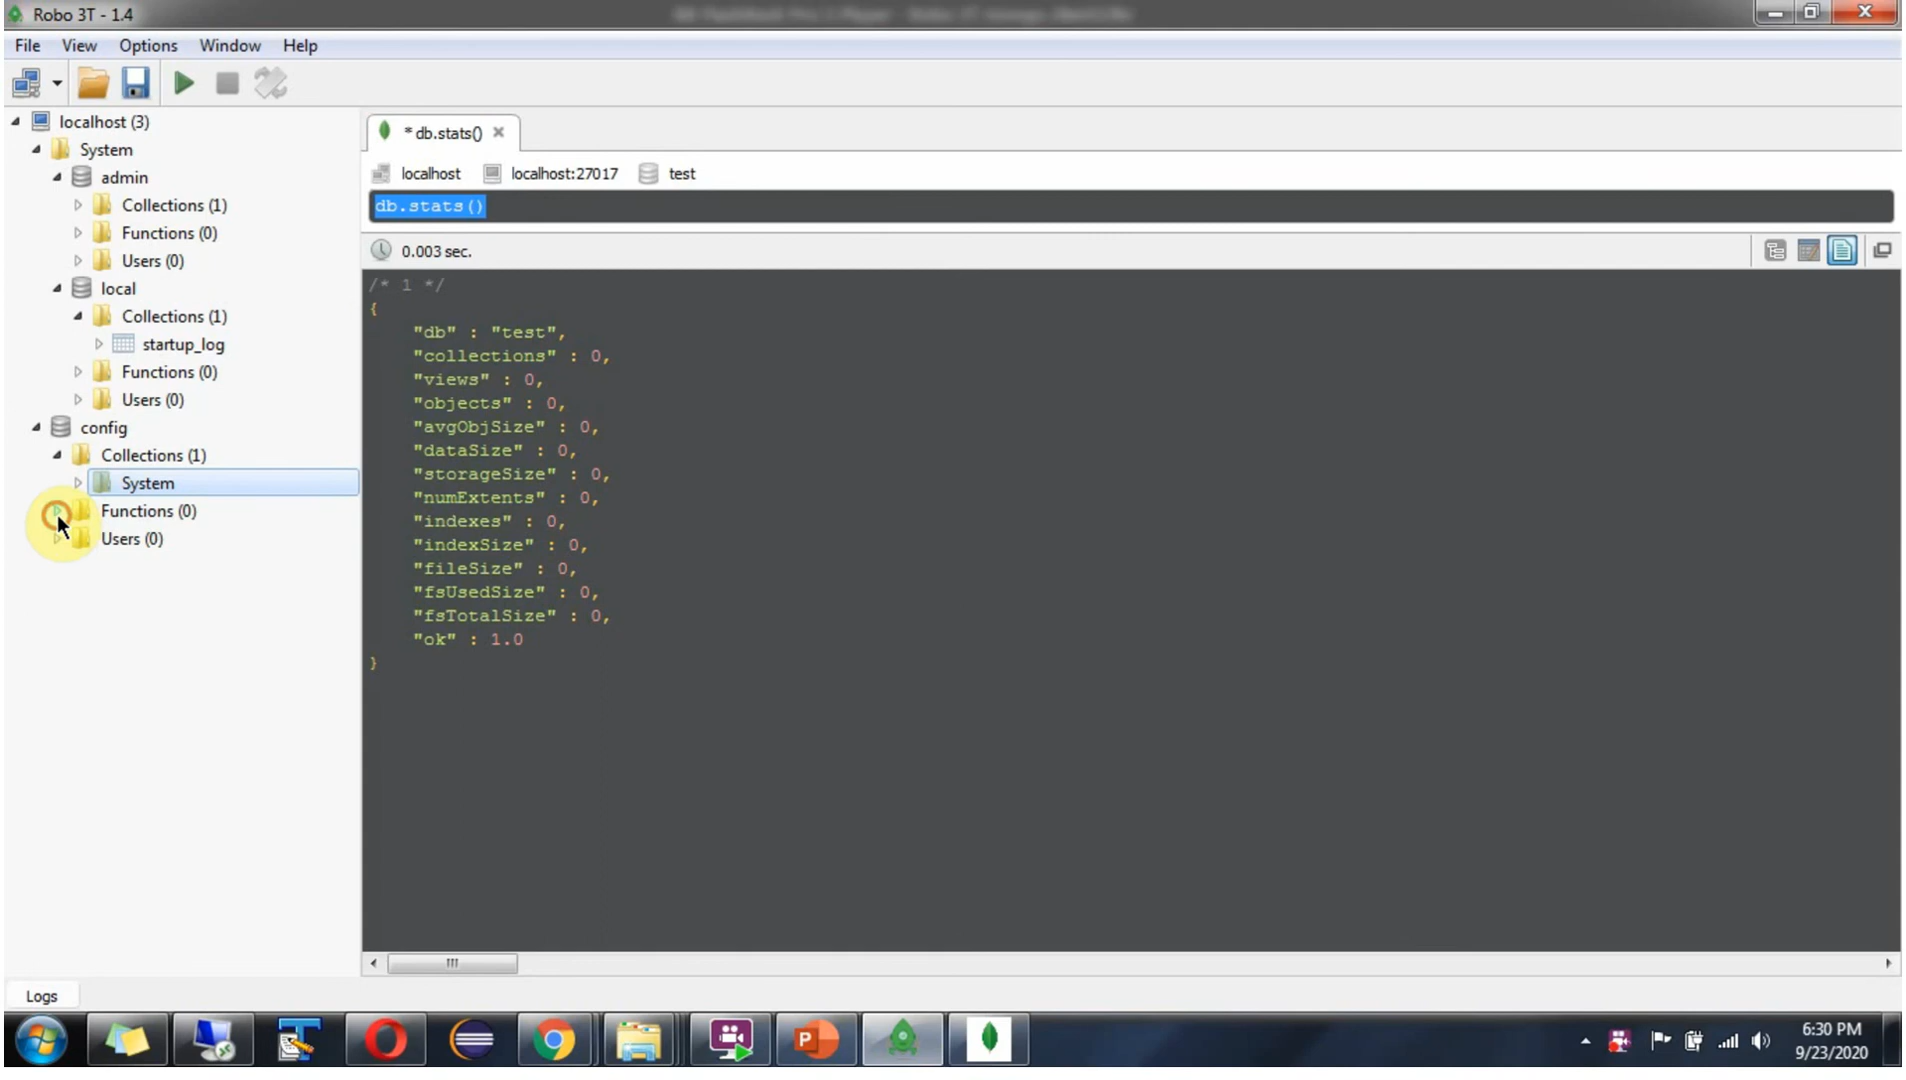 Robo 3T - 1.4
File View Options Window Help
localhost (3)
System
admin
Collections (1)
Functions (0)
Users (0)
local
Collections (1)
startup_log
Functions (0)
Users (0)
config
Collections (1)
System
Functions (0)
Users (0)
* db.stats()
localhost localhost:27017 test
db.stats()
0.003 sec.
/* 1 */
{
"db" : "test",
"collections" : 0,
"views" : 0,
"objects" : 0,
"avgObjSize" : 0,
"dataSize" : 0,
"storageSize" : 0,
"numExtents" : 0,
"indexes" : 0,
"indexSize" : 0,
"fileSize" : 0,
"fsUsedSize" : 0,
"fsTotalSize" : 0,
"ok" : 1.0
}
Logs
6:30 PM
9/23/2020